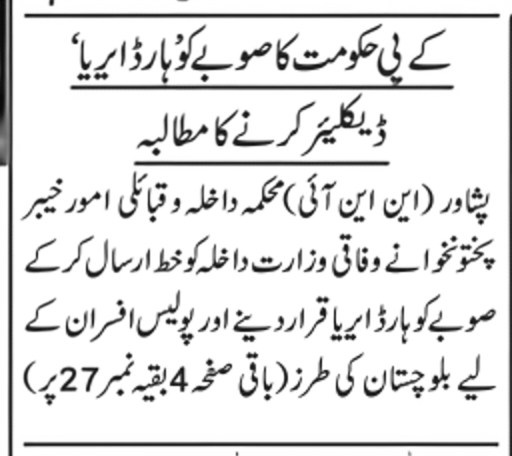 کے پی حکومت کا صوبے کو ’ہارڈ ایریا‘
ڈیکلیئر کرنے کا مطالبہ
پشاور (این این آئی) محکمہ داخلہ و قبائلی امور خیبر
پختونخوا نے وفاقی وزارت داخلہ کو خط ارسال کر کے
صوبے کو ہارڈ ایریا قرار دینے اور پولیس افسران کے
لیے بلوچستان کی طرز (باقی صفحہ 4 بقیہ نمبر 27 پر)